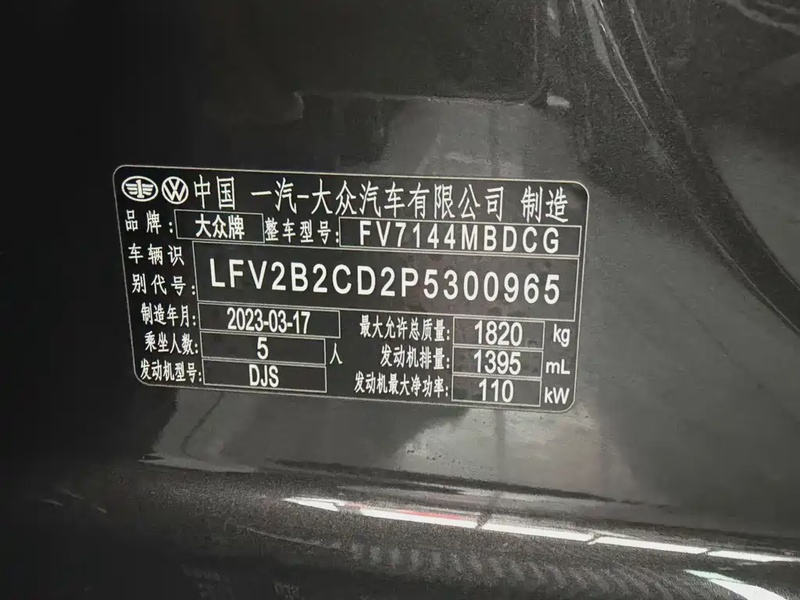 中国 一汽-大众汽车有限公司 制造
品牌: 大众牌 整车型号: FV7144MBDCG
车辆识别代号: LFV2B2CD2P5300965
制造年月: 2023-03-17 最大允许总质量: 1820 kg
乘坐人数: 5 人 发动机排量: 1395 mL
发动机型号: DJS 发动机最大净功率: 110 kW